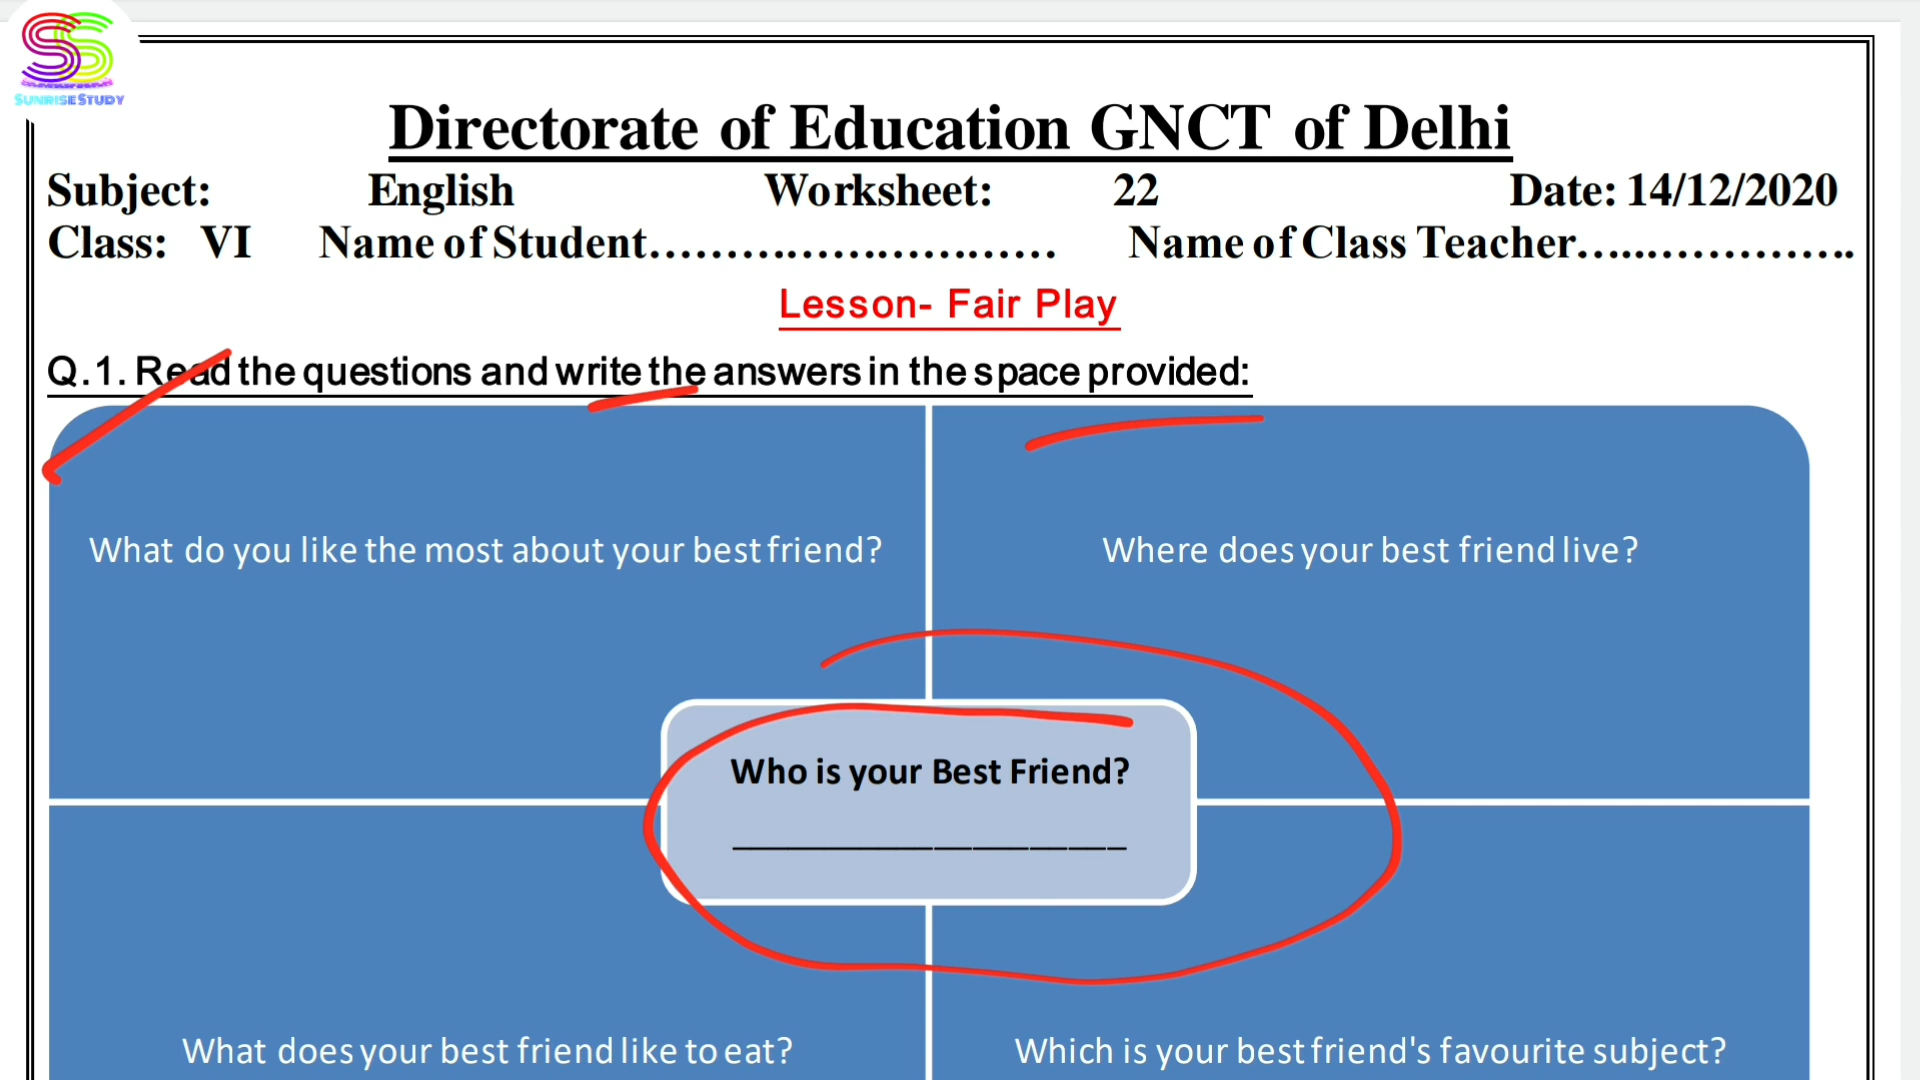 SUNRISE STUDY
Directorate of Education GNCT of Delhi
Subject: English Worksheet: 22 Date: 14/12/2020
Class: VI Name of Student……………………… Name of Class Teacher………………
Lesson- Fair Play
Q.1. Read the questions and write the answers in the space provided:
What do you like the most about your best friend? Where does your best friend live?
Who is your Best Friend?
_____________________
What does your best friend like to eat? Which is your best friend's favourite subject?